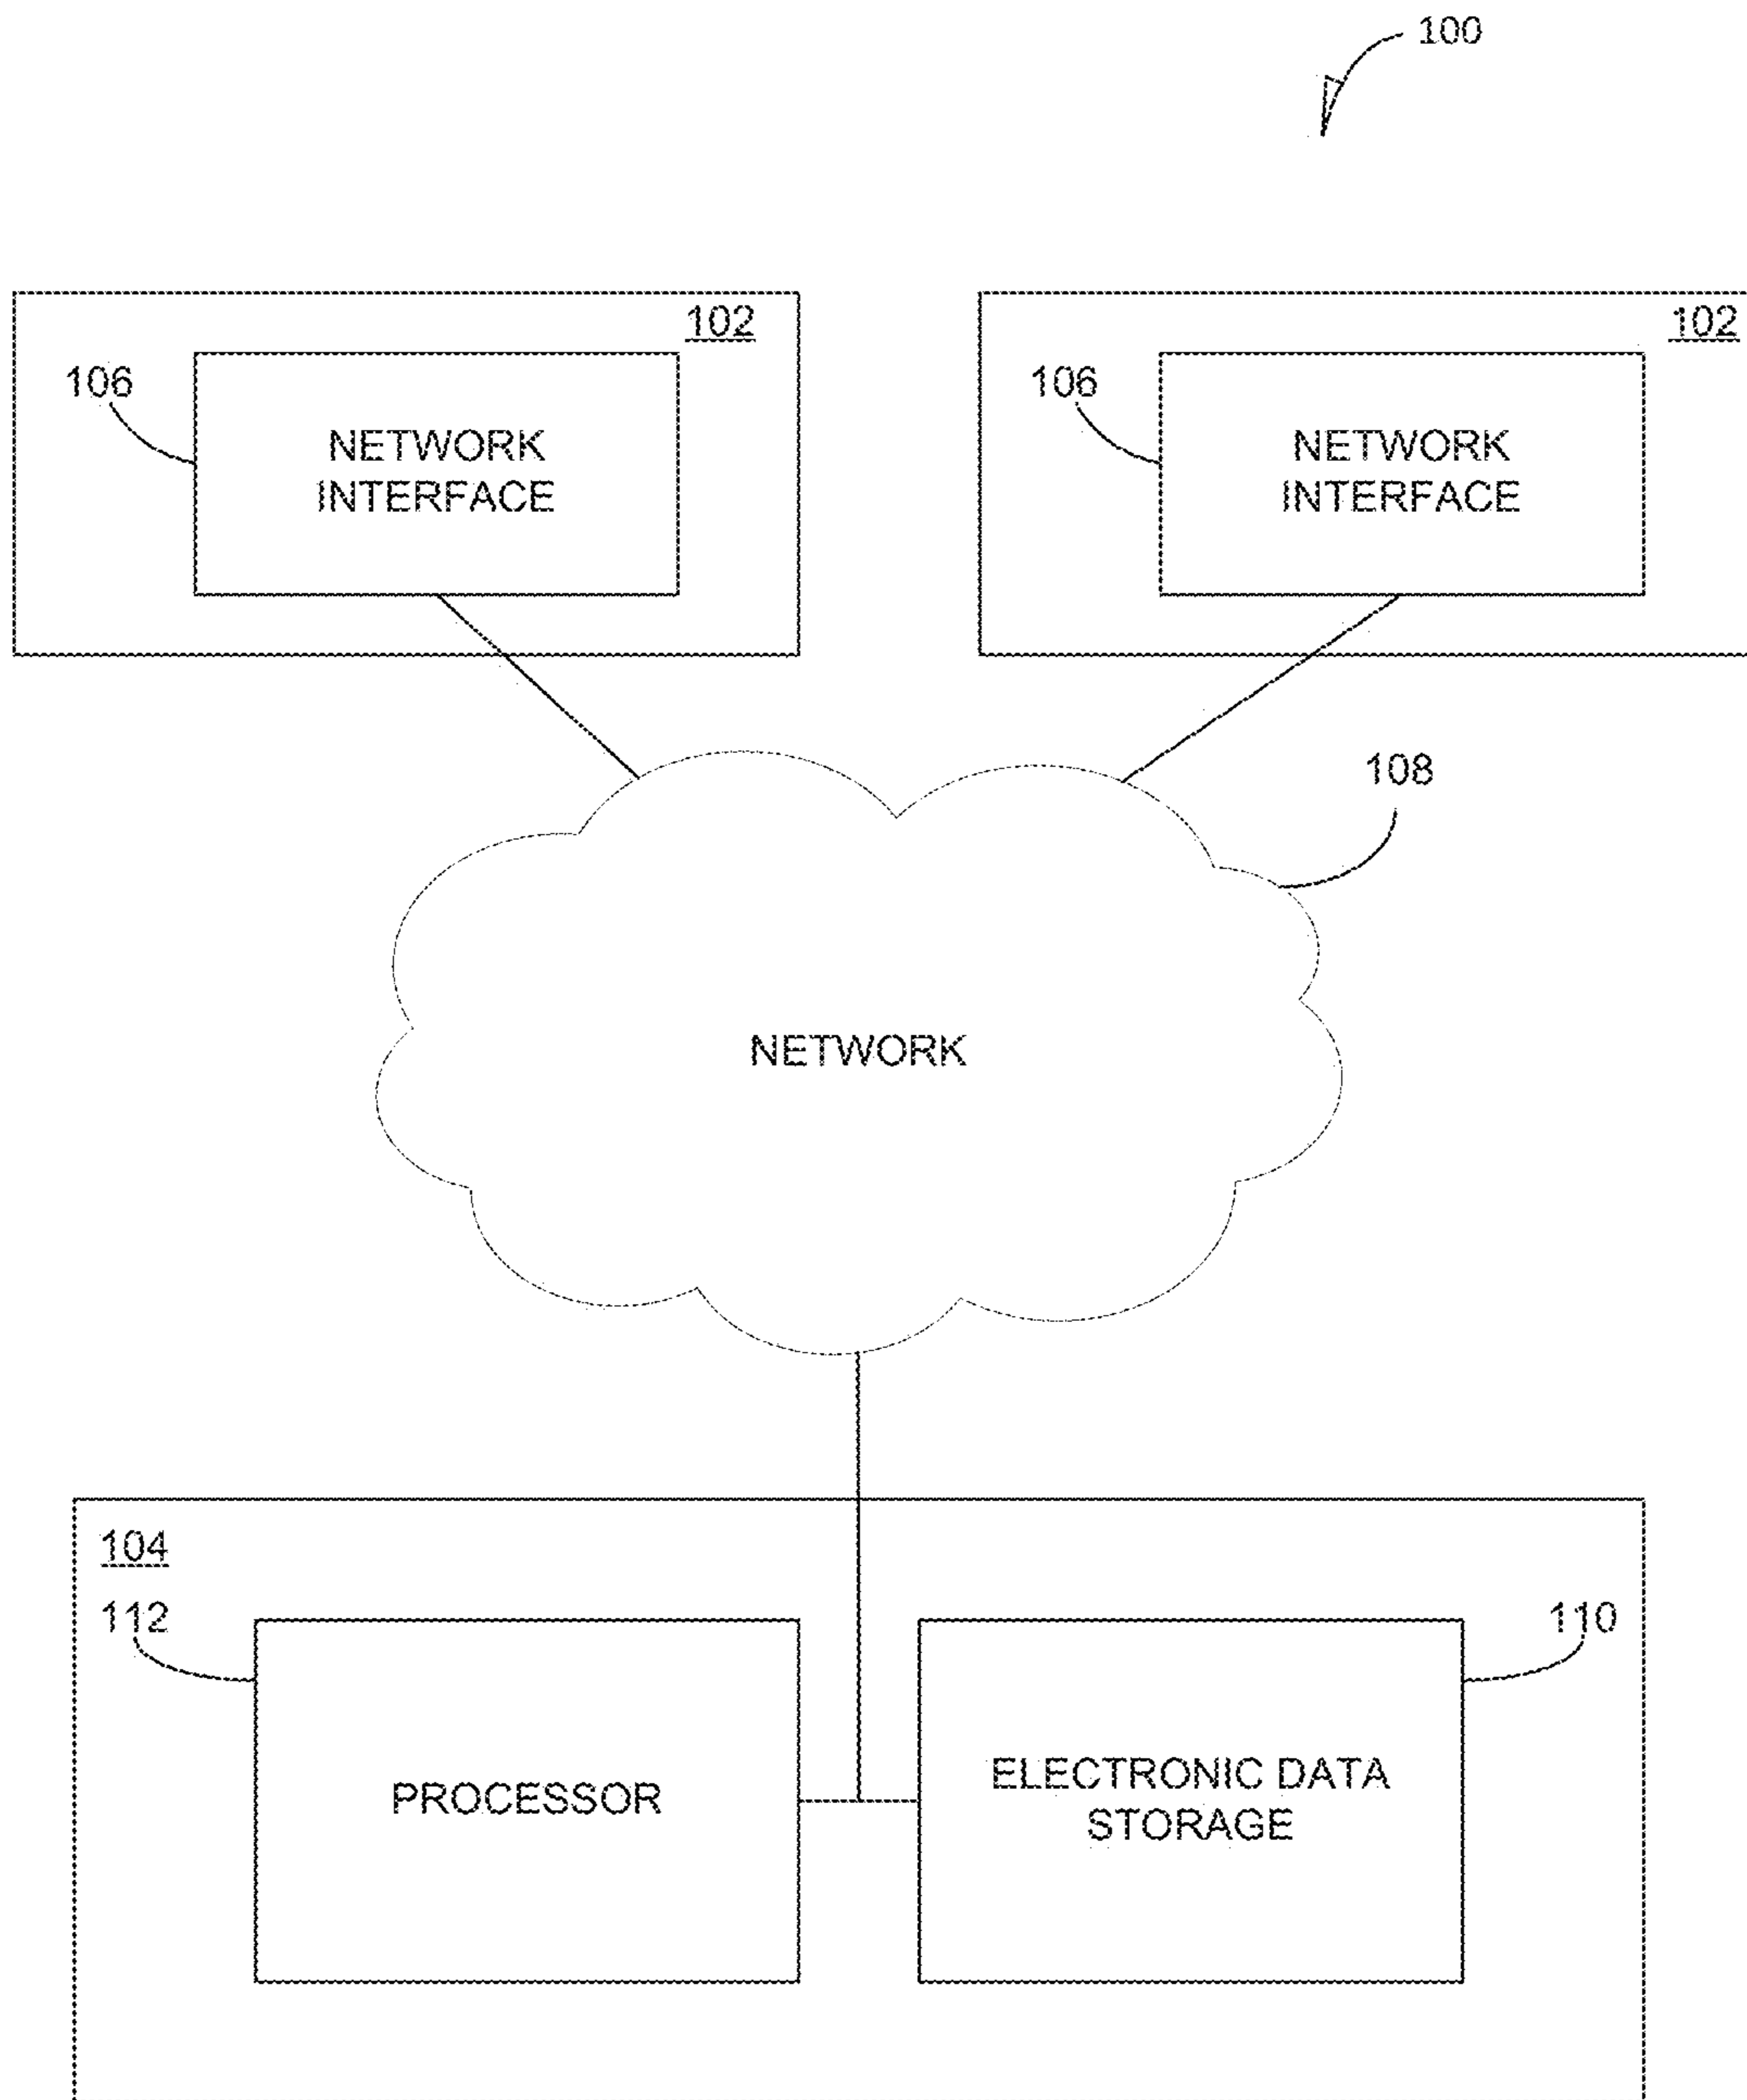 100
102
102
106
106
NETWORK
INTERFACE
NETWORK
INTERFACE
108
NETWORK
104
112
110
PROCESSOR
ELECTRONIC DATA
STORAGE